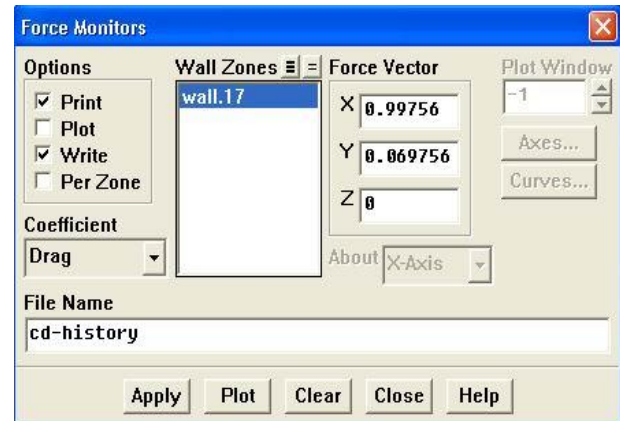 Force Monitors
Options
Print
Plot
Write
Per Zone
Coefficient
Drag
Wall Zones
wall.17
Force Vector
X 0.99756
Y 0.069756
Z 0
About X-Axis
Plot Window
-1
Axes...
Curves...
File Name
cd-history
Apply Plot Clear Close Help